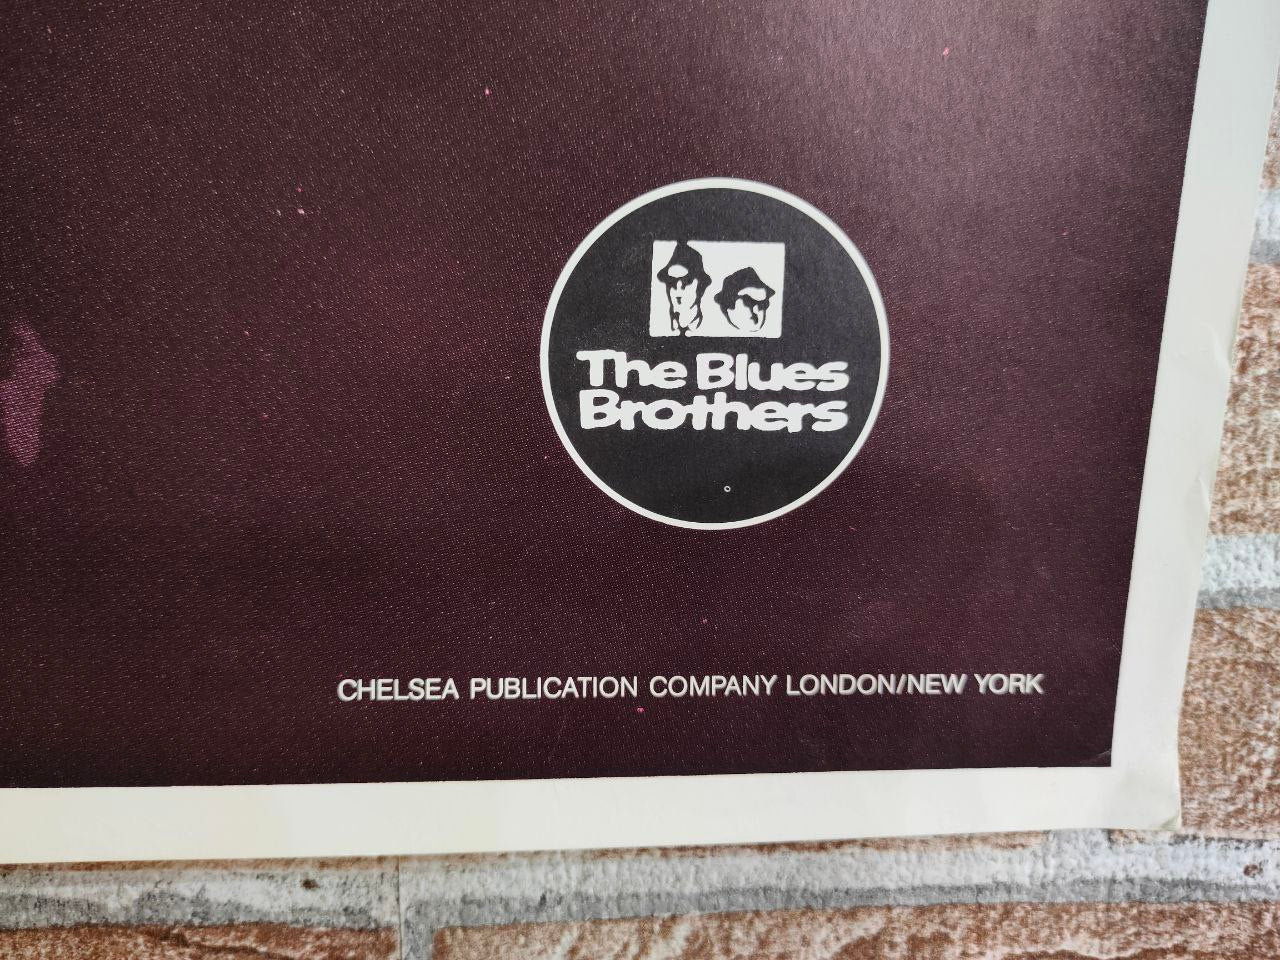 The Blues
Brothers
CHELSEA PUBLICATION COMPANY LONDON/NEW YORK